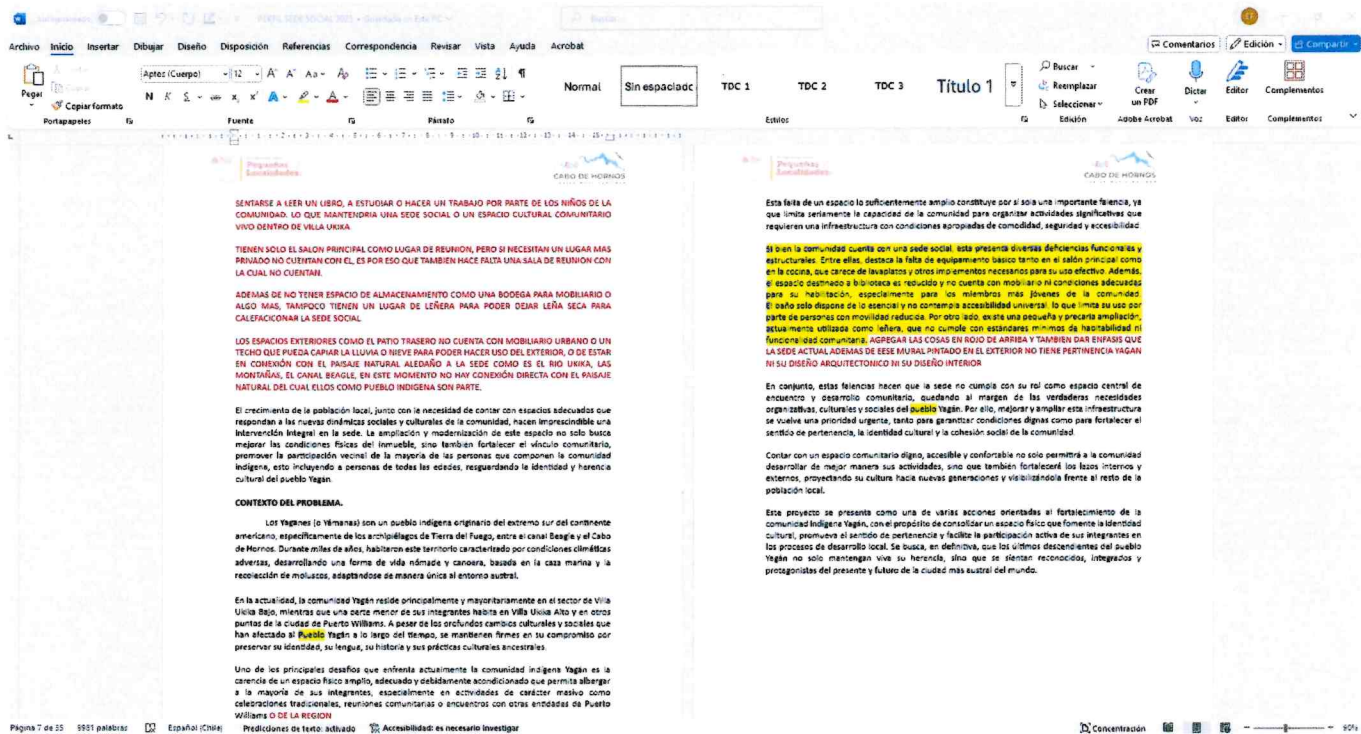 PERFIL SEDE SOCIAL 2025 • Guardado en Este PC
Buscar
Archivo Inicio Insertar Dibujar Diseño Disposición Referencias Correspondencia Revisar Vista Ayuda Acrobat
Comentarios Edición Compartir
Pegar
Copiar formato
Portapapeles
Aptos (Cuerpo) 12
N K S
Fuente
Párrafo
Normal Sin espaciado TDC 1 TDC 2 TDC 3 Título 1
Estilos
Buscar
Reemplazar
Seleccionar
Edición
Crear un PDF
Adobe Acrobat
Dictar
Voz
Editor
Editor
Complementos
Complementos
Pequeñas
Localidades
CABO DE HORNOS
SENTARSE A LEER UN LIBRO, A ESTUDIAR O HACER UN TRABAJO POR PARTE DE LOS NIÑOS DE LA
COMUNIDAD. LO QUE MANTENDRIA UNA SEDE SOCIAL O UN ESPACIO CULTURAL COMUNITARIO
VIVO DENTRO DE VILLA UKIKA
TIENEN SOLO EL SALON PRINCIPAL COMO LUGAR DE REUNION, PERO SI NECESITAN UN LUGAR MAS
PRIVADO NO CUENTAN CON EL, ES POR ESO QUE TAMBIEN HACE FALTA UNA SALA DE REUNION CON
LA CUAL NO CUENTAN.
ADEMAS DE NO TENER ESPACIO DE ALMACENAMIENTO COMO UNA BODEGA PARA MOBILIARIO O
ALGO MAS, TAMPOCO TIENEN UN LUGAR DE LEÑERA PARA PODER DEJAR LEÑA SECA PARA
CALEFACICONAR LA SEDE SOCIAL
LOS ESPACIOS EXTERIORES COMO EL PATIO TRASERO NO CUENTA CON MOBILIARIO URBANO O UN
TECHO QUE PUEDA CAPIAR LA LLUVIA O NIEVE PARA PODER HACER USO DEL EXTERIOR, O DE ESTAR
EN CONEXIÓN CON EL PAISAJE NATURAL ALEDAÑO A LA SEDE COMO ES EL RIO UKIKA, LAS
MONTAÑAS, EL CANAL BEAGLE, EN ESTE MOMENTO NO HAY CONEXIÓN DIRECTA CON EL PAISAJE
NATURAL DEL CUAL ELLOS COMO PUEBLO INDIGENA SON PARTE.
El crecimiento de la población local, junto con la necesidad de contar con espacios adecuados que
respondan a las nuevas dinámicas sociales y culturales de la comunidad, hacen imprescindible una
intervención integral en la sede. La ampliación y modernización de este espacio no solo busca
mejorar las condiciones físicas del inmueble, sino también fortalecer el vínculo comunitario,
promover la participación vecinal de la mayoría de las personas que componen la comunidad
indígena, esto incluyendo a personas de todas las edades, resguardando la identidad y herencia
cultural del pueblo Yagán.
CONTEXTO DEL PROBLEMA.
Los Yaganes (o Yámanas) son un pueblo indígena originario del extremo sur del continente
americano, específicamente de los archipiélagos de Tierra del Fuego, entre el canal Beagle y el Cabo
de Hornos. Durante miles de años, habitaron este territorio caracterizado por condiciones climáticas
adversas, desarrollando una forma de vida nómade y canoera, basada en la caza marina y la
recolección de moluscos, adaptándose de manera única al entorno austral.
En la actualidad, la comunidad Yagán reside principalmente y mayoritariamente en el sector de Villa
Ukika Bajo, mientras que una parte menor de sus integrantes habita en Villa Ukika Alto y en otros
puntos de la ciudad de Puerto Williams. A pesar de los profundos cambios culturales y sociales que
han afectado al Pueblo Yagán a lo largo del tiempo, se mantienen firmes en su compromiso por
preservar su identidad, su lengua, su historia y sus prácticas culturales ancestrales.
Uno de los principales desafíos que enfrenta actualmente la comunidad indígena Yagán es la
carencia de un espacio físico amplio, adecuado y debidamente acondicionado que permita albergar
a la mayoría de sus integrantes, especialmente en actividades de carácter masivo como
celebraciones tradicionales, reuniones comunitarias o encuentros con otras entidades de Puerto
Williams O DE LA REGION
Pequeñas
Localidades
CABO DE HORNOS
Esta falta de un espacio lo suficientemente amplio constituye por sí sola una importante falencia, ya
que limita seriamente la capacidad de la comunidad para organizar actividades significativas que
requieren una infraestructura con condiciones apropiadas de comodidad, seguridad y accesibilidad.
Si bien la comunidad cuenta con una sede social, esta presenta diversas deficiencias funcionales y
estructurales. Entre ellas, destaca la falta de equipamiento básico tanto en el salón principal como
en la cocina, que carece de lavaplatos y otros implementos necesarios para su uso efectivo. Además,
el espacio destinado a biblioteca es reducido y no cuenta con mobiliario ni condiciones adecuadas
para su habilitación, especialmente para los miembros más jóvenes de la comunidad.
El baño solo dispone de lo esencial y no contempla accesibilidad universal, lo que limita su uso por
parte de personas con movilidad reducida. Por otro lado, existe una pequeña y precaria ampliación,
actualmente utilizada como leñera, que no cumple con estándares mínimos de habitabilidad ni
funcionalidad comunitaria. AGPEGAR LAS COSAS EN ROJO DE ARRIBA Y TAMBIEN DAR ENFASIS QUE
LA SEDE ACTUAL ADEMAS DE EESE MURAL PINTADO EN EL EXTERIOR NO TIENE PERTINENCIA YAGAN
NI SU DISEÑO ARQUITECTONICO NI SU DISEÑO INTERIOR
En conjunto, estas falencias hacen que la sede no cumpla con su rol como espacio central de
encuentro y desarrollo comunitario, quedando al margen de las verdaderas necesidades
organizativas, culturales y sociales del pueblo Yagán. Por ello, mejorar y ampliar esta infraestructura
se vuelve una prioridad urgente, tanto para garantizar condiciones dignas como para fortalecer el
sentido de pertenencia, la identidad cultural y la cohesión social de la comunidad.
Contar con un espacio comunitario digno, accesible y confortable no solo permitirá a la comunidad
desarrollar de mejor manera sus actividades, sino que también fortalecerá los lazos internos y
externos, proyectando su cultura hacia nuevas generaciones y visibilizándola frente al resto de la
población local.
Este proyecto se presenta como una de varias acciones orientadas al fortalecimiento de la
comunidad Indígena Yagán, con el propósito de consolidar un espacio físico que fomente la identidad
cultural, promueva el sentido de pertenencia y facilite la participación activa de sus integrantes en
los procesos de desarrollo local. Se busca, en definitiva, que los últimos descendientes del pueblo
Yagán no solo mantengan viva su herencia, sino que se sientan reconocidos, integrados y
protagonistas del presente y futuro de la ciudad más austral del mundo.
Página 7 de 35 9981 palabras Español (Chile) Predicciones de texto: activado Accesibilidad: es necesario investigar Concentración 90%